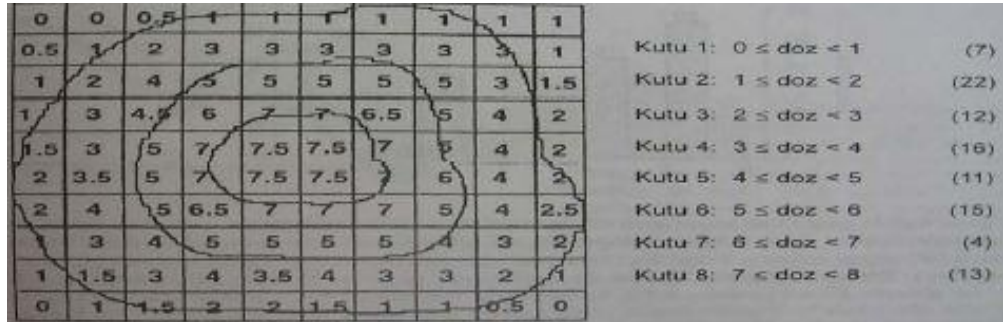 0 0 0,5 1 1 1 1 1 1 1
0.5 1 2 3 3 3 3 3 3 1
1 2 4 5 5 5 5 5 3 1.5
1 3 4.5 6 7 7 6.5 5 4 2
1.5 3 5 7 7.5 7.5 7 4 2
2 3.5 5 7 7.5 7.5 6 4 2
2 4 5 6.5 7 7 7 5 4 2.5
3 4 5 5 5 5 4 3 2
1 1.5 3 4 3.5 4 3 3 2 1
0 1 1.5 2 2 1.5 1 1 0.5 0
Kutu 1: 0 ≤ doz < 1 (7)
Kutu 2: 1 ≤ doz < 2 (22)
Kutu 3: 2 ≤ doz < 3 (12)
Kutu 4: 3 ≤ doz < 4 (16)
Kutu 5: 4 ≤ doz < 5 (11)
Kutu 6: 5 ≤ doz < 6 (15)
Kutu 7: 6 ≤ doz < 7 (4)
Kutu 8: 7 ≤ doz < 8 (13)